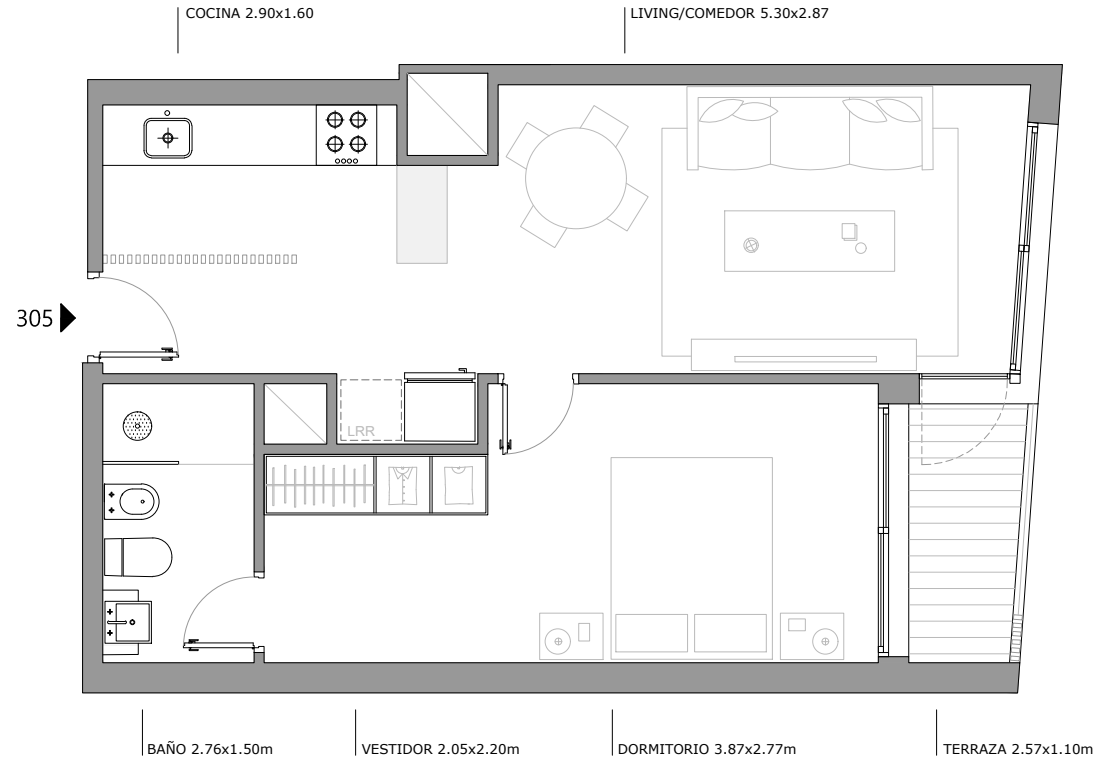 COCINA 2.90x1.60
LIVING/COMEDOR 5.30x2.87
305
LRR
BAÑO 2.76x1.50m
VESTIDOR 2.05x2.20m
DORMITORIO 3.87x2.77m
TERRAZA 2.57x1.10m